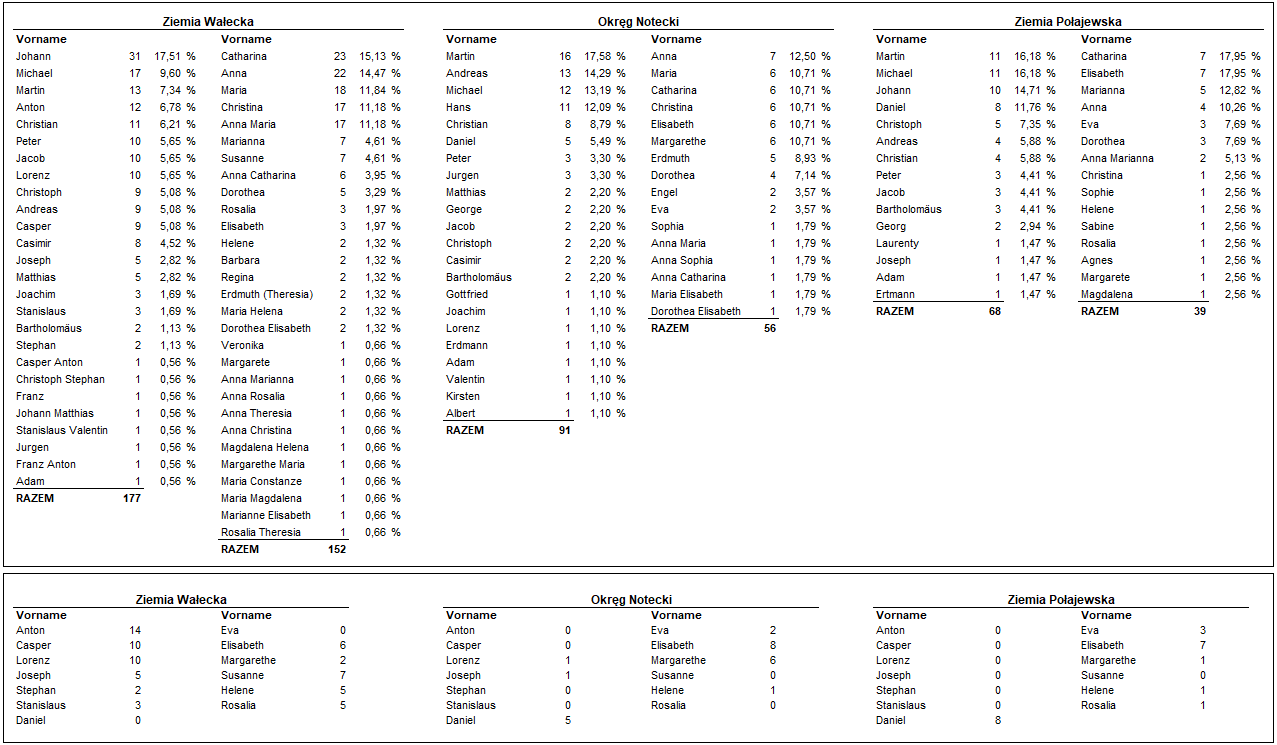 Ziemia Wałecka Okręg Notecki Ziemia Połajewska
Vorname Vorname Vorname Vorname Vorname Vorname
Johann 31 17,51 % Catharina 23 15,13 % Martin 16 17,58 % Anna 7 12,50 % Martin 11 16,18 % Catharina 7 17,95 %
Michael 17 9,60 % Anna 22 14,47 % Andreas 13 14,29 % Maria 6 10,71 % Michael 11 16,18 % Elisabeth 7 17,95 %
Martin 13 7,34 % Maria 18 11,84 % Michael 12 13,19 % Catharina 6 10,71 % Johann 10 14,71 % Marianna 5 12,82 %
Anton 12 6,78 % Christina 17 11,18 % Hans 11 12,09 % Christina 6 10,71 % Daniel 8 11,76 % Anna 4 10,26 %
Christian 11 6,21 % Anna Maria 17 11,18 % Christian 8 8,79 % Elisabeth 6 10,71 % Christoph 5 7,35 % Eva 3 7,69 %
Peter 10 5,65 % Marianna 7 4,61 % Daniel 5 5,49 % Margarethe 6 10,71 % Andreas 4 5,88 % Dorothea 3 7,69 %
Jacob 10 5,65 % Susanne 7 4,61 % Peter 3 3,30 % Erdmuth 5 8,93 % Christian 4 5,88 % Anna Marianna 2 5,13 %
Lorenz 10 5,65 % Anna Catharina 6 3,95 % Jurgen 3 3,30 % Dorothea 4 7,14 % Peter 3 4,41 % Christina 1 2,56 %
Christoph 9 5,08 % Dorothea 5 3,29 % Matthias 2 2,20 % Engel 2 3,57 % Jacob 3 4,41 % Sophie 1 2,56 %
Andreas 9 5,08 % Rosalia 3 1,97 % George 2 2,20 % Eva 2 3,57 % Bartholomäus 3 4,41 % Helene 1 2,56 %
Casper 9 5,08 % Elisabeth 3 1,97 % Jacob 2 2,20 % Sophia 1 1,79 % Georg 2 2,94 % Sabine 1 2,56 %
Casimir 8 4,52 % Helene 2 1,32 % Christoph 2 2,20 % Anna Maria 1 1,79 % Laurenty 1 1,47 % Rosalia 1 2,56 %
Joseph 5 2,82 % Barbara 2 1,32 % Casimir 2 2,20 % Anna Sophia 1 1,79 % Joseph 1 1,47 % Agnes 1 2,56 %
Matthias 5 2,82 % Regina 2 1,32 % Bartholomäus 2 2,20 % Anna Catharina 1 1,79 % Adam 1 1,47 % Margarete 1 2,56 %
Joachim 3 1,69 % Erdmuth (Theresia) 2 1,32 % Gottfried 1 1,10 % Maria Elisabeth 1 1,79 % Ertmann 1 1,47 % Magdalena 1 2,56 %
Stanislaus 3 1,69 % Maria Helena 2 1,32 % Joachim 1 1,10 % Dorothea Elisabeth 1 1,79 % RAZEM 68 RAZEM 39
Bartholomäus 2 1,13 % Dorothea Elisabeth 2 1,32 % Lorenz 1 1,10 % RAZEM 56
Stephan 2 1,13 % Veronika 1 0,66 % Erdmann 1 1,10 %
Casper Anton 1 0,56 % Margarete 1 0,66 % Adam 1 1,10 %
Christoph Stephan 1 0,56 % Anna Marianna 1 0,66 % Valentin 1 1,10 %
Franz 1 0,56 % Anna Rosalia 1 0,66 % Kirsten 1 1,10 %
Johann Matthias 1 0,56 % Anna Theresia 1 0,66 % Albert 1 1,10 %
Stanislaus Valentin 1 0,56 % Anna Christina 1 0,66 % RAZEM 91
Jurgen 1 0,56 % Magdalena Helena 1 0,66 %
Franz Anton 1 0,56 % Margarethe Maria 1 0,66 %
Adam 1 0,56 % Maria Constanze 1 0,66 %
RAZEM 177 Maria Magdalena 1 0,66 %
Marianne Elisabeth 1 0,66 %
Rosalia Theresia 1 0,66 %
RAZEM 152
Ziemia Wałecka Okręg Notecki Ziemia Połajewska
Vorname Vorname Vorname Vorname Vorname Vorname
Anton 14 Eva 0 Anton 0 Eva 2 Anton 0 Eva 3
Casper 10 Elisabeth 6 Casper 0 Elisabeth 8 Casper 0 Elisabeth 7
Lorenz 10 Margarethe 2 Lorenz 1 Margarethe 6 Lorenz 0 Margarethe 1
Joseph 5 Susanne 7 Joseph 1 Susanne 0 Joseph 0 Susanne 0
Stephan 2 Helene 5 Stephan 0 Helene 1 Stephan 0 Helene 1
Stanislaus 3 Rosalia 5 Stanislaus 0 Rosalia 0 Stanislaus 0 Rosalia 1
Daniel 0 Daniel 5 Daniel 8